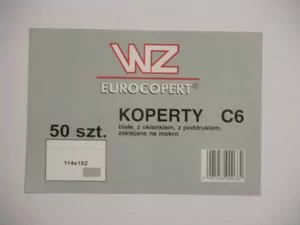 WZ
EUROCOPERT®
KOPERTY C6
białe, z okienkiem, z poddrukiem,
zaklejane na mokro
50 szt.
114x162